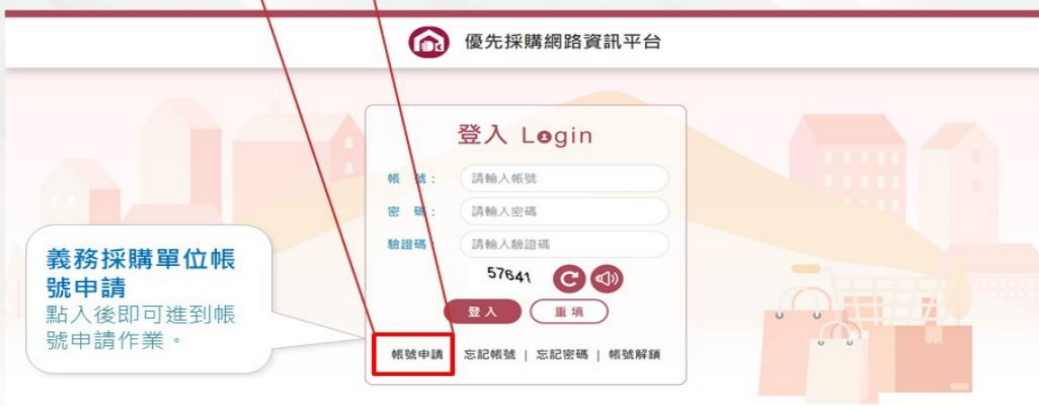 優先採購網路資訊平台
登入 Login
帳 號： 請輸入帳號
密 碼： 請輸入密碼
驗證碼： 請輸入驗證碼
57641
登入 重填
帳號申請 忘記帳號 | 忘記密碼 | 帳號解鎖
義務採購單位帳
號申請
點入後即可進到帳
號申請作業。